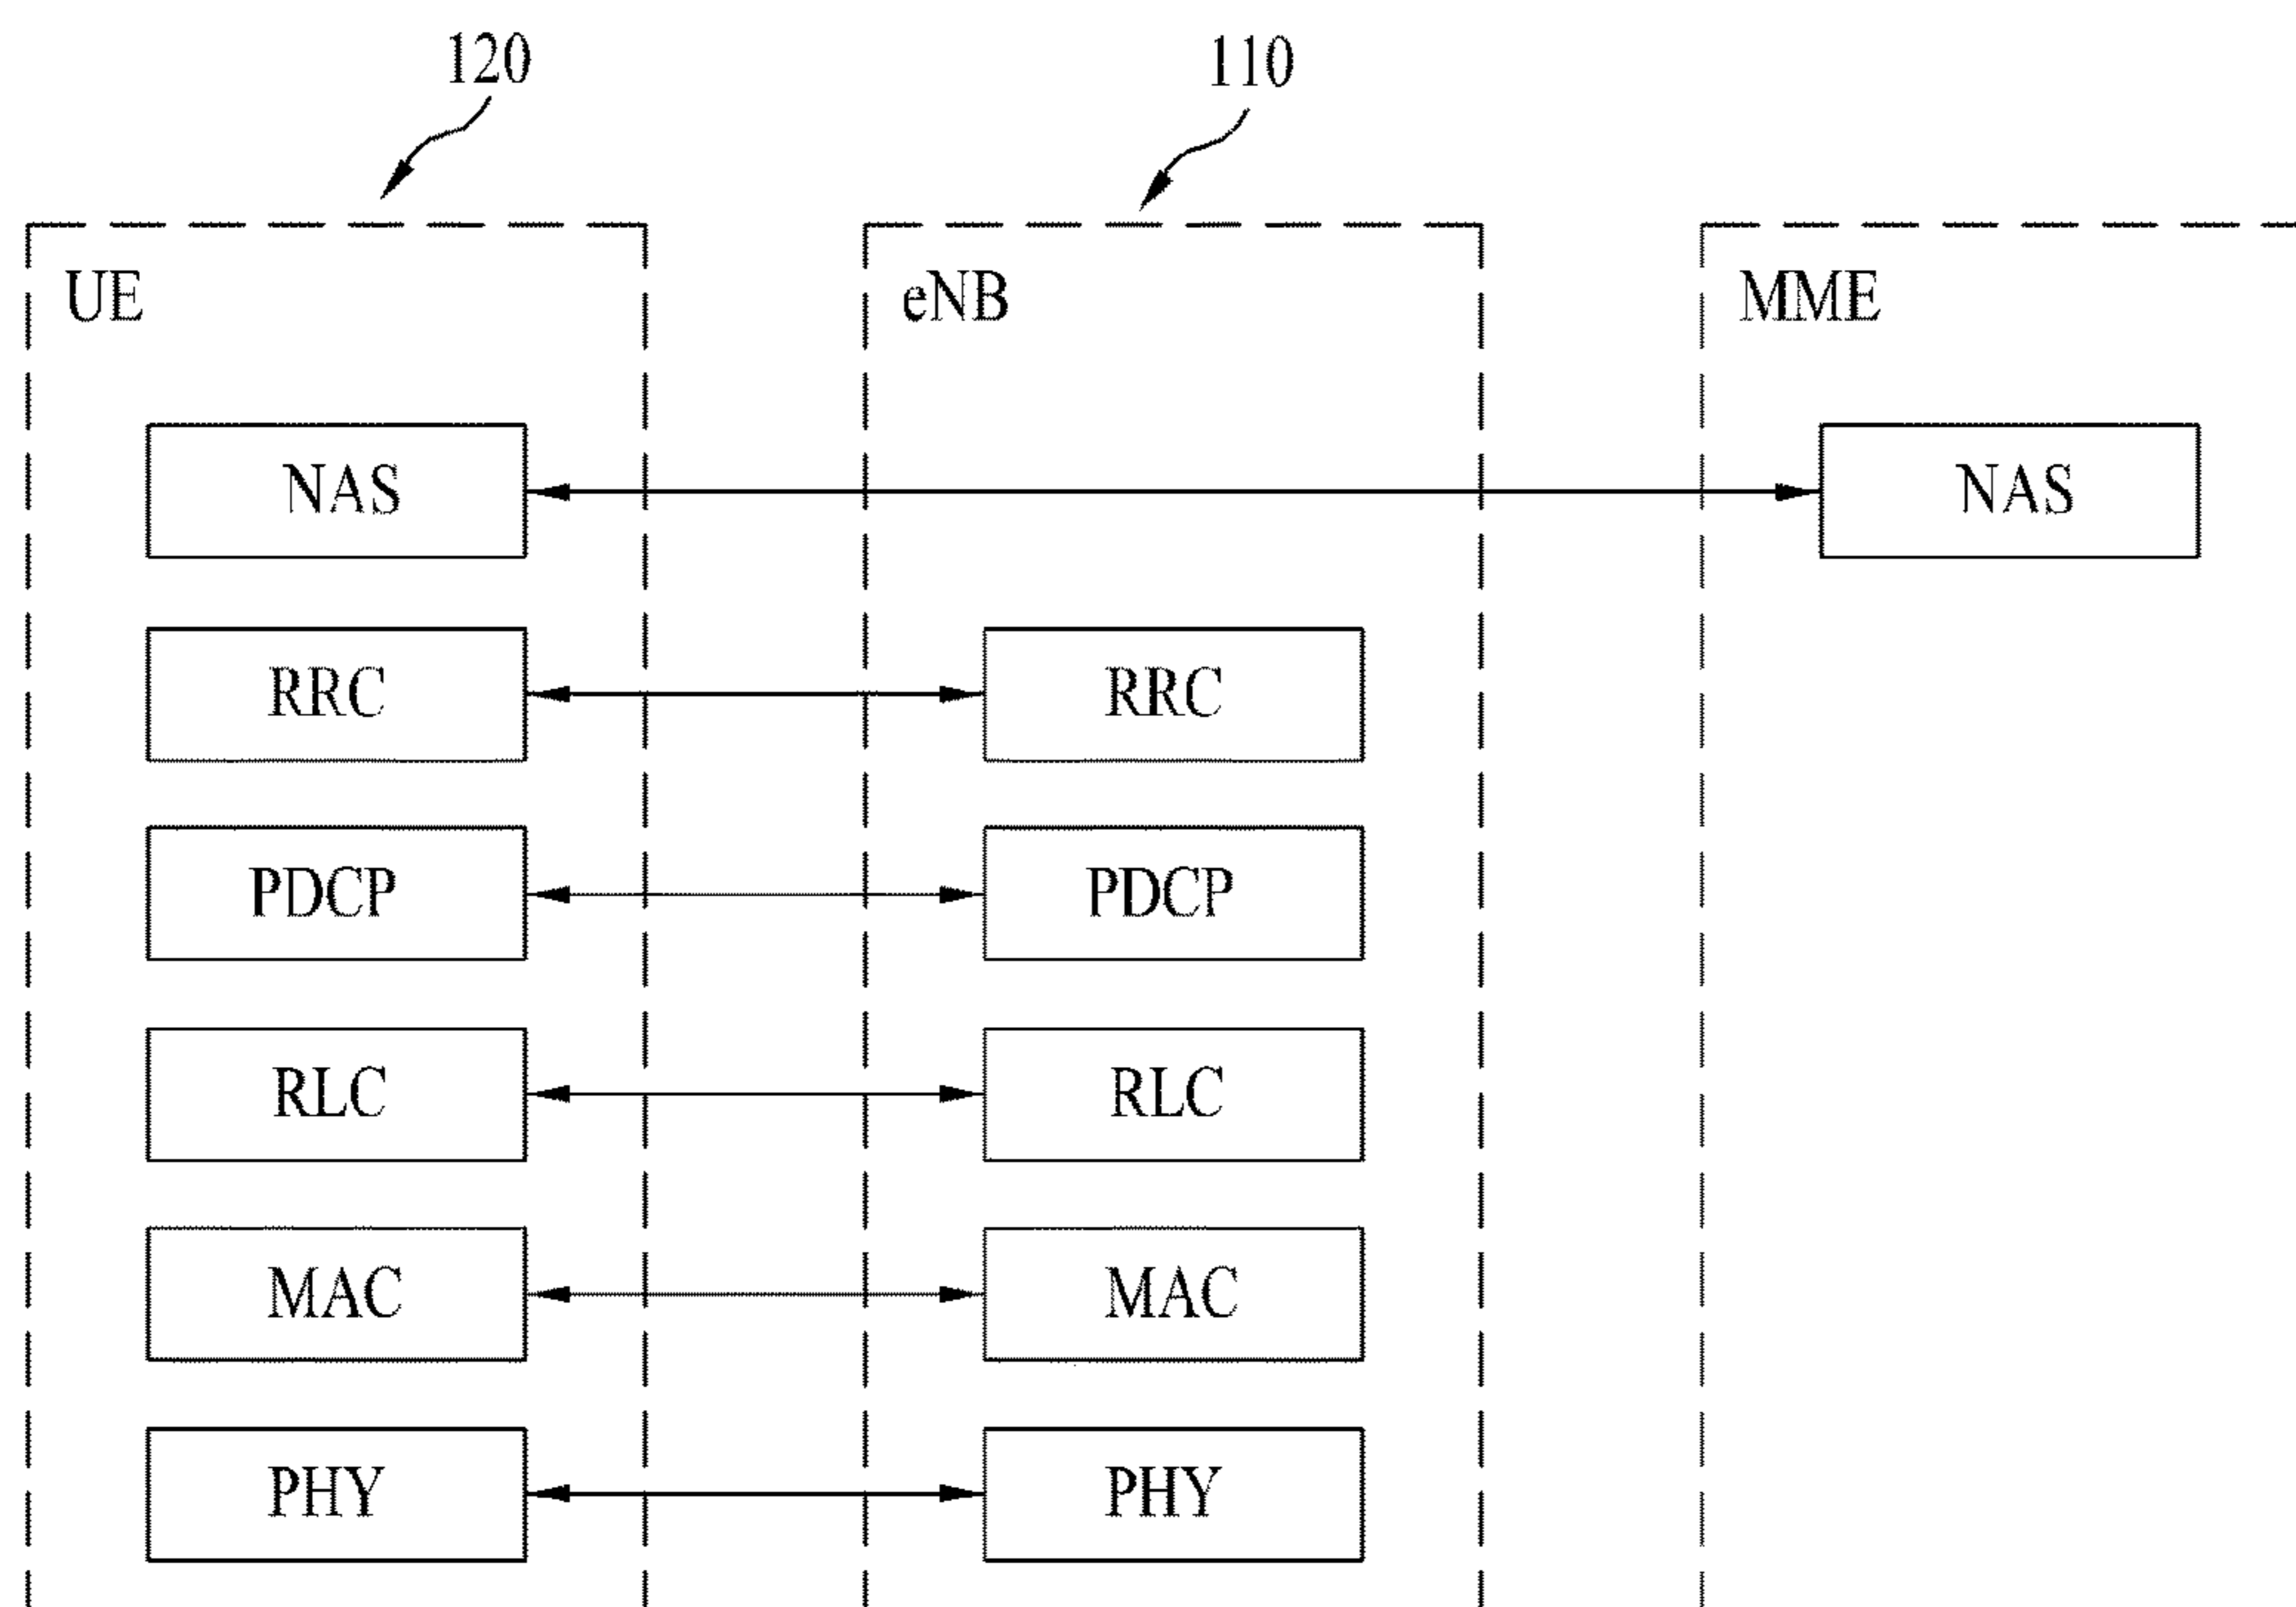 120 110
UE eNB MME
NAS NAS
RRC RRC
PDCP PDCP
RLC RLC
MAC MAC
PHY PHY